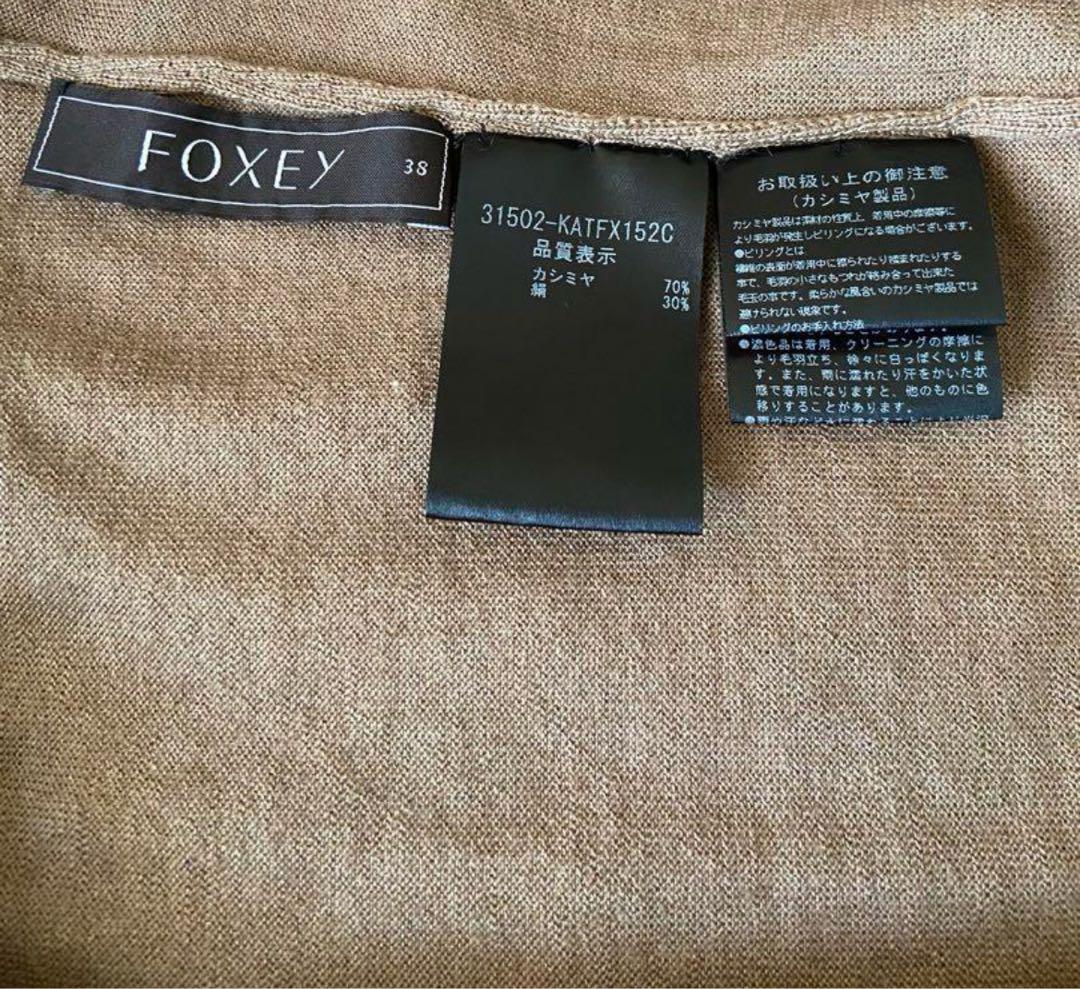 FOXEY 38
31502-KATFX152C
品質表示
カシミヤ 70%
絹 30%
お取扱い上の御注意
(カシミヤ製品)
カシミヤ製品は素材の性質上、着用中の摩擦等に
より毛羽が発生しピリングになる場合がございます。
●ピリングとは
繊維の表面が着用中に擦られたり揉まれたりする
事で、毛羽の小さなもつれが絡み合って出来た
毛玉の事です。柔らかな風合いのカシミヤ製品では
避けられない現象です。
●ピリングのお手入れ方法
●濃色品は着用、クリーニングの摩擦に
より毛羽立ち、徐々に白っぽくなりま
す。また、雨に濡れたり汗をかいた状
態で着用になりますと、他のものに色
移りすることがあります。